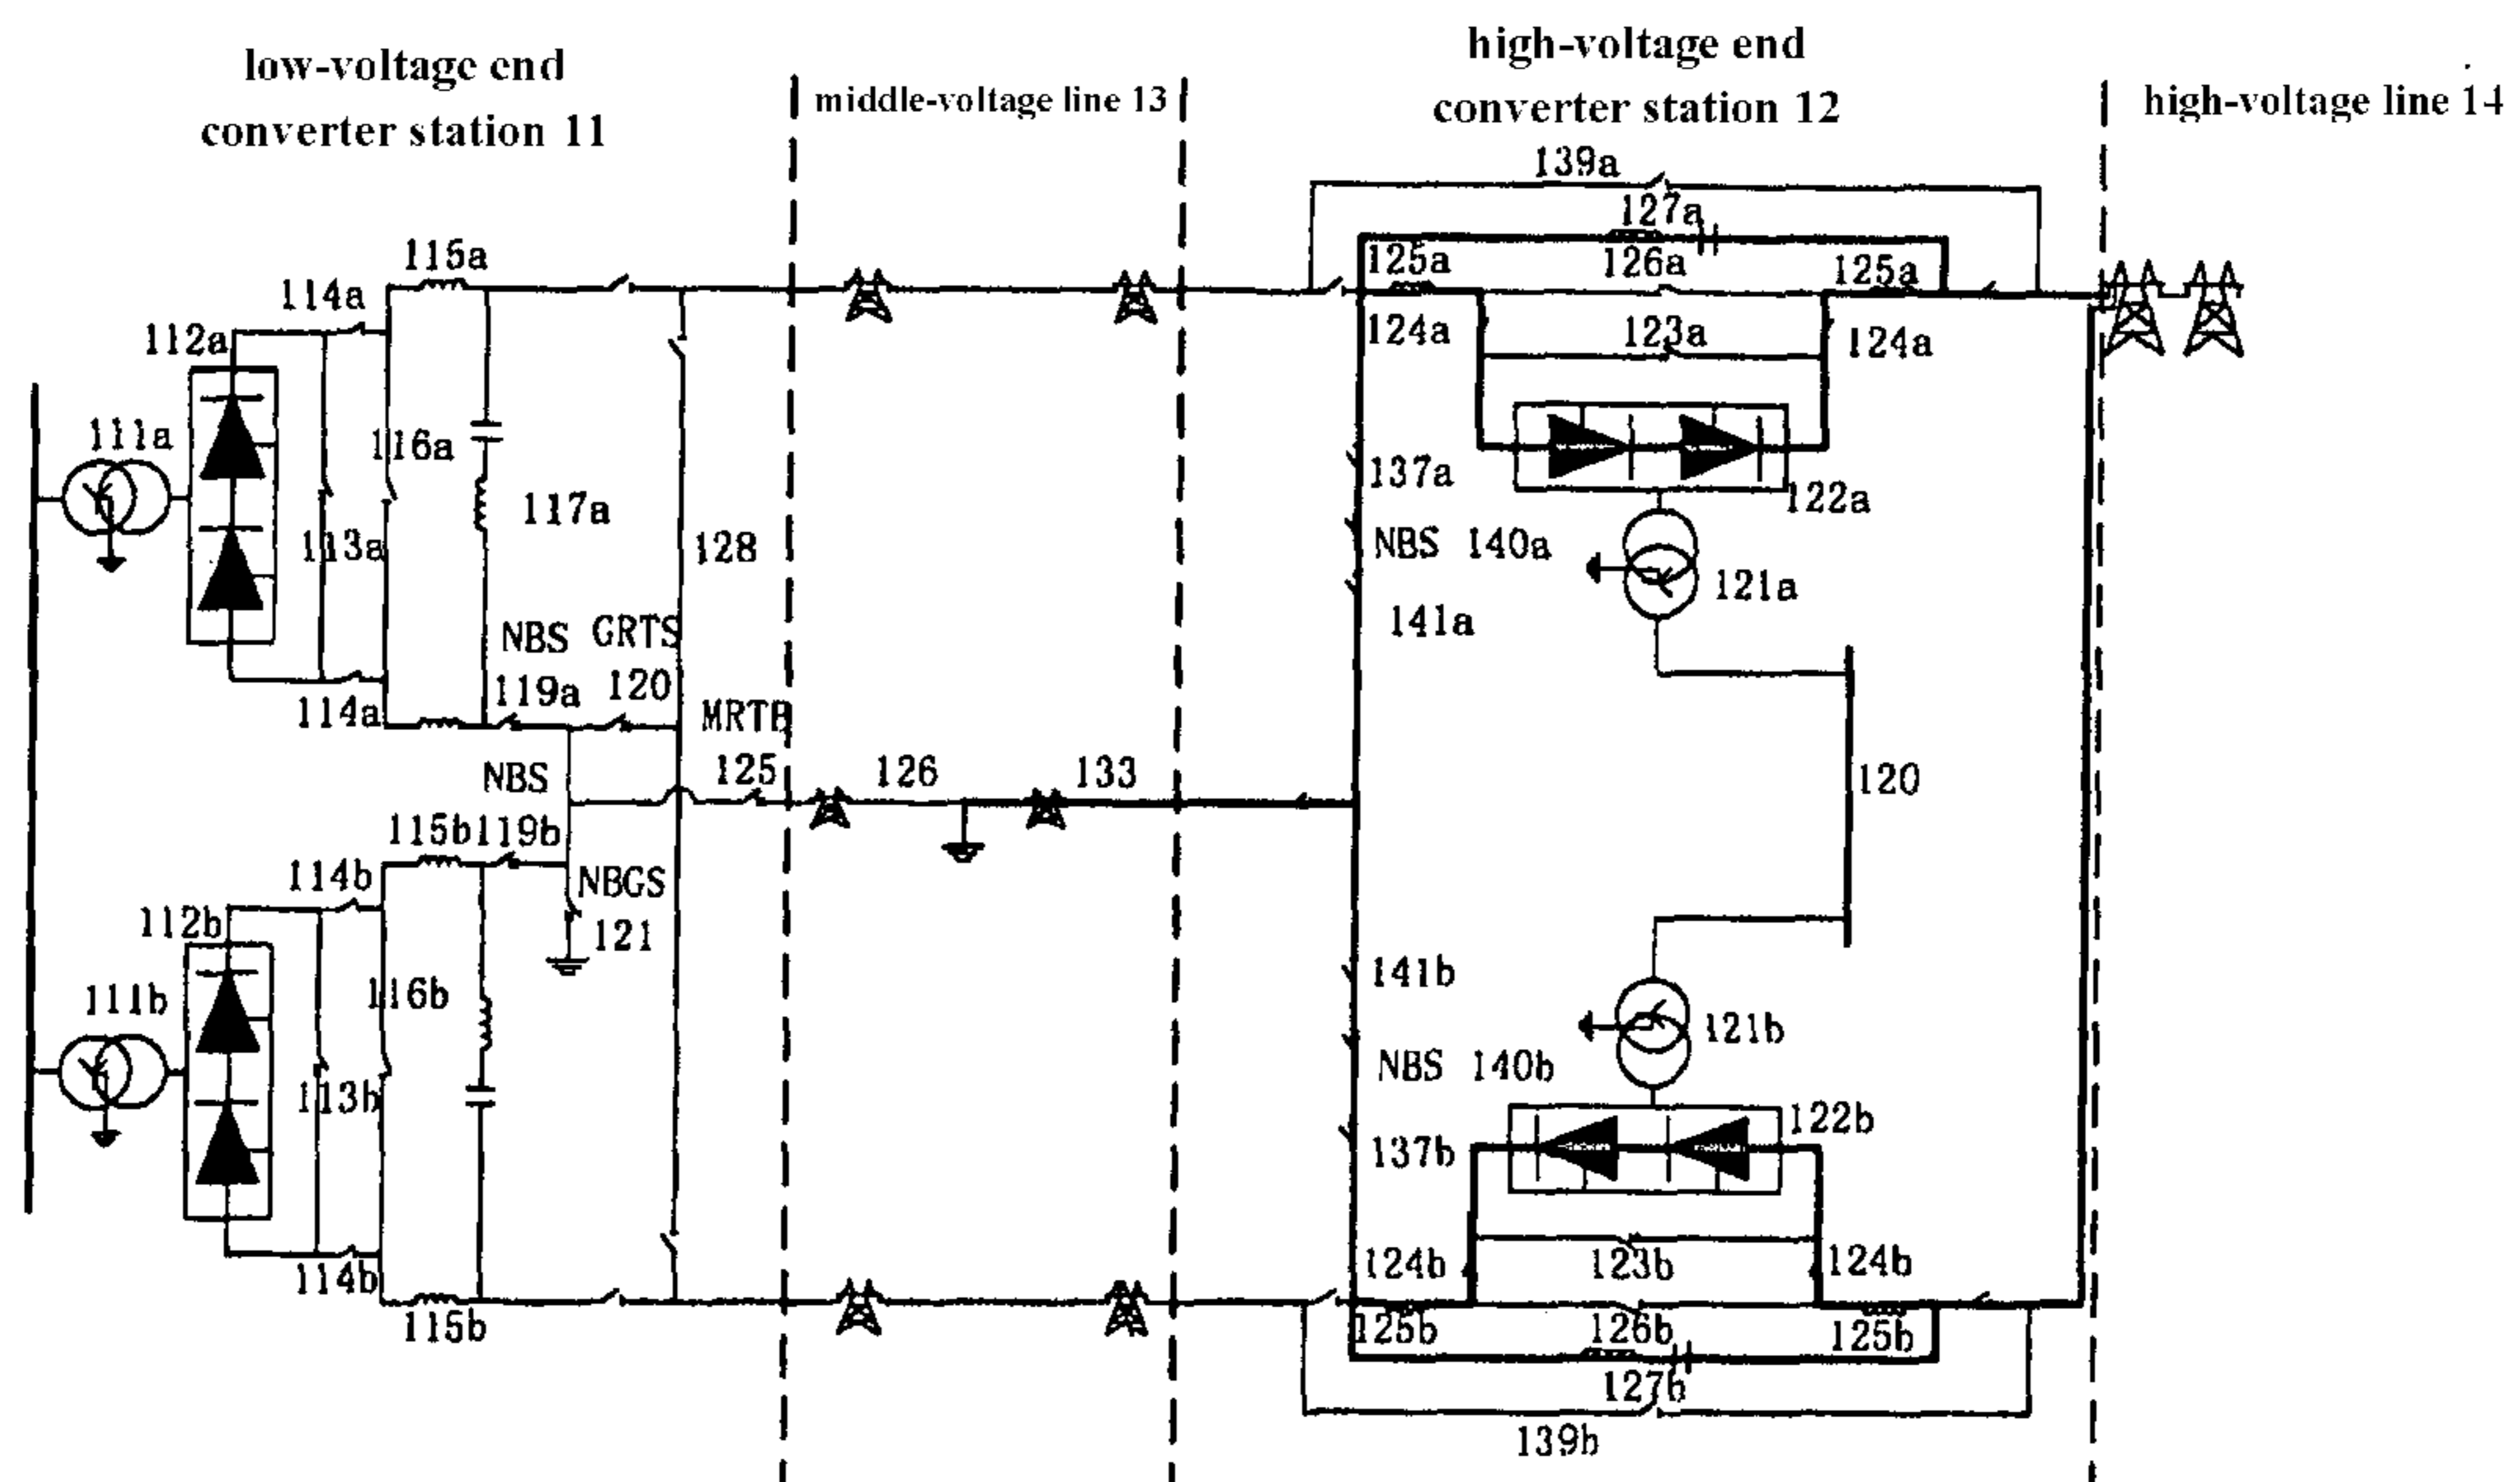 low-voltage end
converter station 11
middle-voltage line 13
high-voltage end
converter station 12
high-voltage line 14
139a
127a
115a
125a
126a
125a
114a
112a
124a
123a
124a
111a
116a
137a
122a
117a
113a
128
NBS 140a
121a
141a
NBS
GRTS
119a
120
114a
MRTB
NBS
125
126
133
120
115b
119b
114b
NBGS
112b
121
141b
111b
116b
121b
NBS 140b
113b
122b
137b
124b
123b
124b
114b
115b
125b
126b
125b
127b
139b